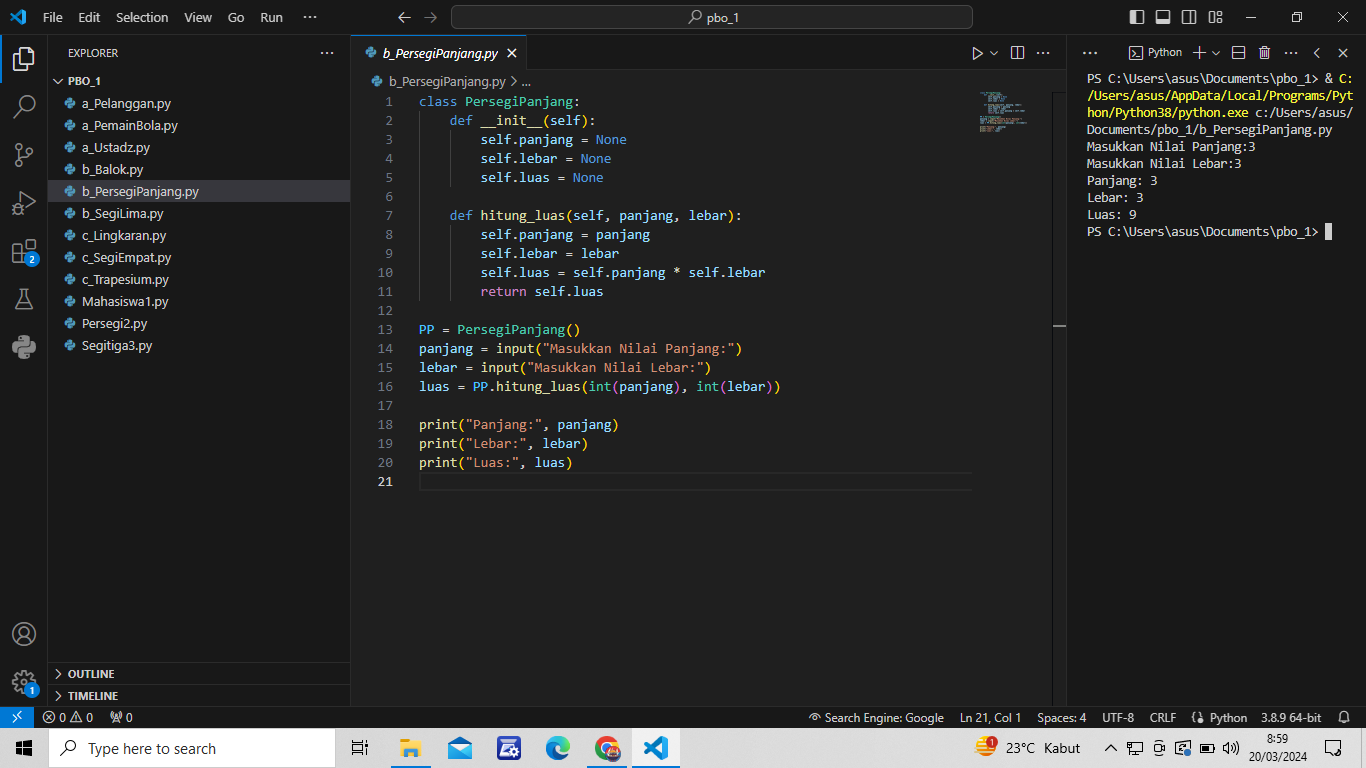 File Edit Selection View Go Run ··· pbo_1
EXPLORER ···
PBO_1
a_Pelanggan.py
a_PemainBola.py
a_Ustadz.py
b_Balok.py
b_PersegiPanjang.py
b_SegiLima.py
c_Lingkaran.py
c_SegiEmpat.py
c_Trapesium.py
Mahasiswa1.py
Persegi2.py
Segitiga3.py
OUTLINE
TIMELINE
2
1
b_PersegiPanjang.py
b_PersegiPanjang.py > ...
1 class PersegiPanjang:
2     def __init__(self):
3         self.panjang = None
4         self.lebar = None
5         self.luas = None
6
7     def hitung_luas(self, panjang, lebar):
8         self.panjang = panjang
9         self.lebar = lebar
10         self.luas = self.panjang * self.lebar
11         return self.luas
12
13 PP = PersegiPanjang()
14 panjang = input("Masukkan Nilai Panjang:")
15 lebar = input("Masukkan Nilai Lebar:")
16 luas = PP.hitung_luas(int(panjang), int(lebar))
17
18 print("Panjang:", panjang)
19 print("Lebar:", lebar)
20 print("Luas:", luas)
21
Python
PS C:\Users\asus\Documents\pbo_1> & C:
/Users/asus/AppData/Local/Programs/Pyt
hon/Python38/python.exe c:/Users/asus/
Documents/pbo_1/b_PersegiPanjang.py
Masukkan Nilai Panjang:3
Masukkan Nilai Lebar:3
Panjang: 3
Lebar: 3
Luas: 9
PS C:\Users\asus\Documents\pbo_1>
0 0 0 Search Engine: Google Ln 21, Col 1 Spaces: 4 UTF-8 CRLF Python 3.8.9 64-bit
Type here to search 23°C Kabut 8:59
20/03/2024